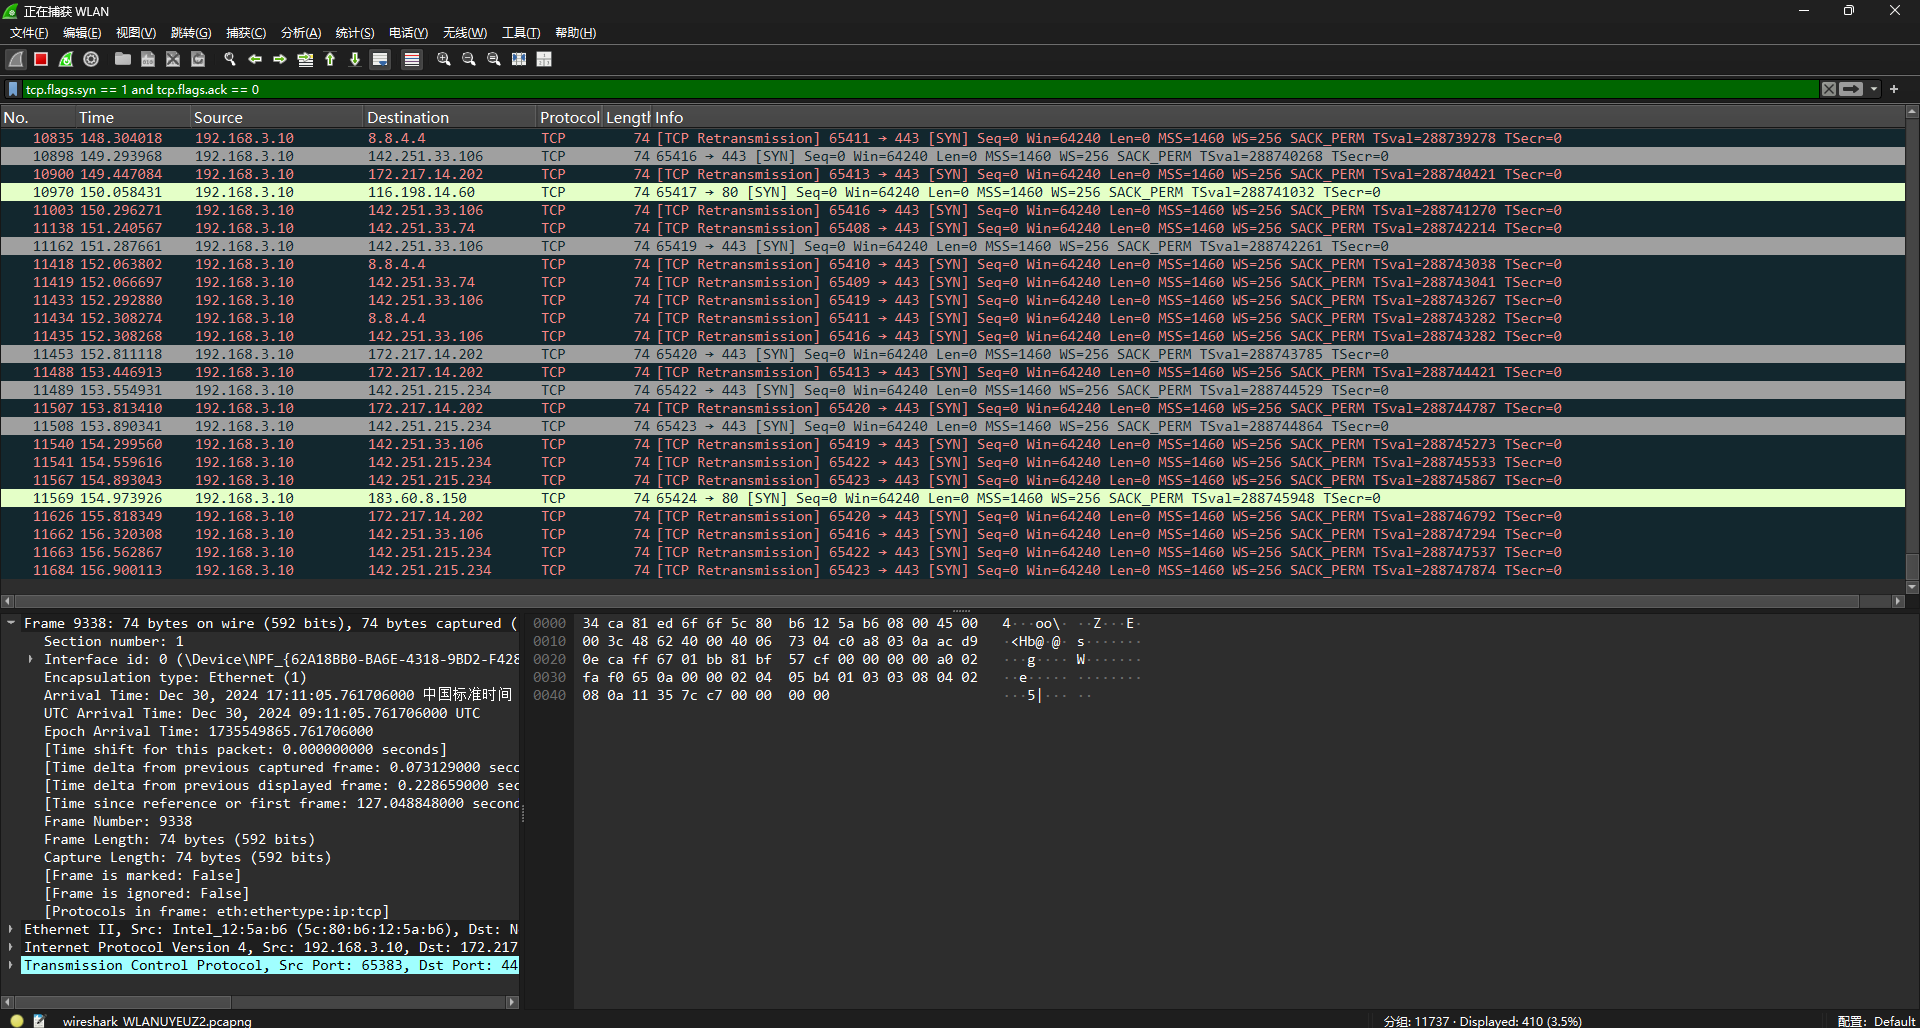 正在捕获 WLAN
文件(F) 编辑(E) 视图(V) 跳转(G) 捕获(C) 分析(A) 统计(S) 电话(Y) 无线(W) 工具(T) 帮助(H)
tcp.flags.syn == 1 and tcp.flags.ack == 0
No. Time Source Destination Protocol Lengtl Info
10835 148.304018 192.168.3.10 8.8.4.4 TCP 74 [TCP Retransmission] 65411 → 443 [SYN] Seq=0 Win=64240 Len=0 MSS=1460 WS=256 SACK_PERM TSval=288739278 TSecr=0
10898 149.293968 192.168.3.10 142.251.33.106 TCP 74 65416 → 443 [SYN] Seq=0 Win=64240 Len=0 MSS=1460 WS=256 SACK_PERM TSval=288740268 TSecr=0
10900 149.447084 192.168.3.10 172.217.14.202 TCP 74 [TCP Retransmission] 65413 → 443 [SYN] Seq=0 Win=64240 Len=0 MSS=1460 WS=256 SACK_PERM TSval=288740421 TSecr=0
10970 150.058431 192.168.3.10 116.198.14.60 TCP 74 65417 → 80 [SYN] Seq=0 Win=64240 Len=0 MSS=1460 WS=256 SACK_PERM TSval=288741032 TSecr=0
11003 150.296271 192.168.3.10 142.251.33.106 TCP 74 [TCP Retransmission] 65416 → 443 [SYN] Seq=0 Win=64240 Len=0 MSS=1460 WS=256 SACK_PERM TSval=288741270 TSecr=0
11138 151.240567 192.168.3.10 142.251.33.74 TCP 74 [TCP Retransmission] 65408 → 443 [SYN] Seq=0 Win=64240 Len=0 MSS=1460 WS=256 SACK_PERM TSval=288742214 TSecr=0
11162 151.287661 192.168.3.10 142.251.33.106 TCP 74 65419 → 443 [SYN] Seq=0 Win=64240 Len=0 MSS=1460 WS=256 SACK_PERM TSval=288742261 TSecr=0
11418 152.063802 192.168.3.10 8.8.4.4 TCP 74 [TCP Retransmission] 65410 → 443 [SYN] Seq=0 Win=64240 Len=0 MSS=1460 WS=256 SACK_PERM TSval=288743038 TSecr=0
11419 152.066697 192.168.3.10 142.251.33.74 TCP 74 [TCP Retransmission] 65409 → 443 [SYN] Seq=0 Win=64240 Len=0 MSS=1460 WS=256 SACK_PERM TSval=288743041 TSecr=0
11433 152.292880 192.168.3.10 142.251.33.106 TCP 74 [TCP Retransmission] 65419 → 443 [SYN] Seq=0 Win=64240 Len=0 MSS=1460 WS=256 SACK_PERM TSval=288743267 TSecr=0
11434 152.308274 192.168.3.10 8.8.4.4 TCP 74 [TCP Retransmission] 65411 → 443 [SYN] Seq=0 Win=64240 Len=0 MSS=1460 WS=256 SACK_PERM TSval=288743282 TSecr=0
11435 152.308268 192.168.3.10 142.251.33.106 TCP 74 [TCP Retransmission] 65416 → 443 [SYN] Seq=0 Win=64240 Len=0 MSS=1460 WS=256 SACK_PERM TSval=288743282 TSecr=0
11453 152.811118 192.168.3.10 172.217.14.202 TCP 74 65420 → 443 [SYN] Seq=0 Win=64240 Len=0 MSS=1460 WS=256 SACK_PERM TSval=288743785 TSecr=0
11488 153.446913 192.168.3.10 172.217.14.202 TCP 74 [TCP Retransmission] 65413 → 443 [SYN] Seq=0 Win=64240 Len=0 MSS=1460 WS=256 SACK_PERM TSval=288744421 TSecr=0
11489 153.554931 192.168.3.10 142.251.215.234 TCP 74 65422 → 443 [SYN] Seq=0 Win=64240 Len=0 MSS=1460 WS=256 SACK_PERM TSval=288744529 TSecr=0
11507 153.813410 192.168.3.10 172.217.14.202 TCP 74 [TCP Retransmission] 65420 → 443 [SYN] Seq=0 Win=64240 Len=0 MSS=1460 WS=256 SACK_PERM TSval=288744787 TSecr=0
11508 153.890341 192.168.3.10 142.251.215.234 TCP 74 65423 → 443 [SYN] Seq=0 Win=64240 Len=0 MSS=1460 WS=256 SACK_PERM TSval=288744864 TSecr=0
11540 154.299560 192.168.3.10 142.251.33.106 TCP 74 [TCP Retransmission] 65419 → 443 [SYN] Seq=0 Win=64240 Len=0 MSS=1460 WS=256 SACK_PERM TSval=288745273 TSecr=0
11541 154.559616 192.168.3.10 142.251.215.234 TCP 74 [TCP Retransmission] 65422 → 443 [SYN] Seq=0 Win=64240 Len=0 MSS=1460 WS=256 SACK_PERM TSval=288745533 TSecr=0
11567 154.893043 192.168.3.10 142.251.215.234 TCP 74 [TCP Retransmission] 65423 → 443 [SYN] Seq=0 Win=64240 Len=0 MSS=1460 WS=256 SACK_PERM TSval=288745867 TSecr=0
11569 154.973926 192.168.3.10 183.60.8.150 TCP 74 65424 → 80 [SYN] Seq=0 Win=64240 Len=0 MSS=1460 WS=256 SACK_PERM TSval=288745948 TSecr=0
11626 155.818349 192.168.3.10 172.217.14.202 TCP 74 [TCP Retransmission] 65420 → 443 [SYN] Seq=0 Win=64240 Len=0 MSS=1460 WS=256 SACK_PERM TSval=288746792 TSecr=0
11662 156.320308 192.168.3.10 142.251.33.106 TCP 74 [TCP Retransmission] 65416 → 443 [SYN] Seq=0 Win=64240 Len=0 MSS=1460 WS=256 SACK_PERM TSval=288747294 TSecr=0
11663 156.562867 192.168.3.10 142.251.215.234 TCP 74 [TCP Retransmission] 65422 → 443 [SYN] Seq=0 Win=64240 Len=0 MSS=1460 WS=256 SACK_PERM TSval=288747537 TSecr=0
11684 156.900113 192.168.3.10 142.251.215.234 TCP 74 [TCP Retransmission] 65423 → 443 [SYN] Seq=0 Win=64240 Len=0 MSS=1460 WS=256 SACK_PERM TSval=288747874 TSecr=0
Frame 9338: 74 bytes on wire (592 bits), 74 bytes captured (
Section number: 1
Interface id: 0 (\Device\NPF_{62A18BB0-BA6E-4318-9BD2-F428
Encapsulation type: Ethernet (1)
Arrival Time: Dec 30, 2024 17:11:05.761706000 中国标准时间
UTC Arrival Time: Dec 30, 2024 09:11:05.761706000 UTC
Epoch Arrival Time: 1735549865.761706000
[Time shift for this packet: 0.000000000 seconds]
[Time delta from previous captured frame: 0.073129000 secc
[Time delta from previous displayed frame: 0.228659000 sec
[Time since reference or first frame: 127.048848000 second
Frame Number: 9338
Frame Length: 74 bytes (592 bits)
Capture Length: 74 bytes (592 bits)
[Frame is marked: False]
[Frame is ignored: False]
[Protocols in frame: eth:ethertype:ip:tcp]
Ethernet II, Src: Intel_12:5a:b6 (5c:80:b6:12:5a:b6), Dst: N
Internet Protocol Version 4, Src: 192.168.3.10, Dst: 172.217
Transmission Control Protocol, Src Port: 65383, Dst Port: 44
0000 34 ca 81 ed 6f 6f 5c 80 b6 12 5a b6 08 00 45 00 4···oo\· ··Z···E·
0010 00 3c 48 62 40 00 40 06 73 04 c0 a8 03 0a ac d9 ·<Hb@·@· s·······
0020 0e ca ff 67 01 bb 81 bf 57 cf 00 00 00 00 a0 02 ···g···· W·······
0030 fa f0 65 0a 00 00 02 04 05 b4 01 03 03 08 04 02 ··e····· ········
0040 08 0a 11 35 7c c7 00 00 00 00 ···5|··· ··
wireshark_WLANUYEUZ2.pcapng
分组: 11737 · Displayed: 410 (3.5%)
配置: Default